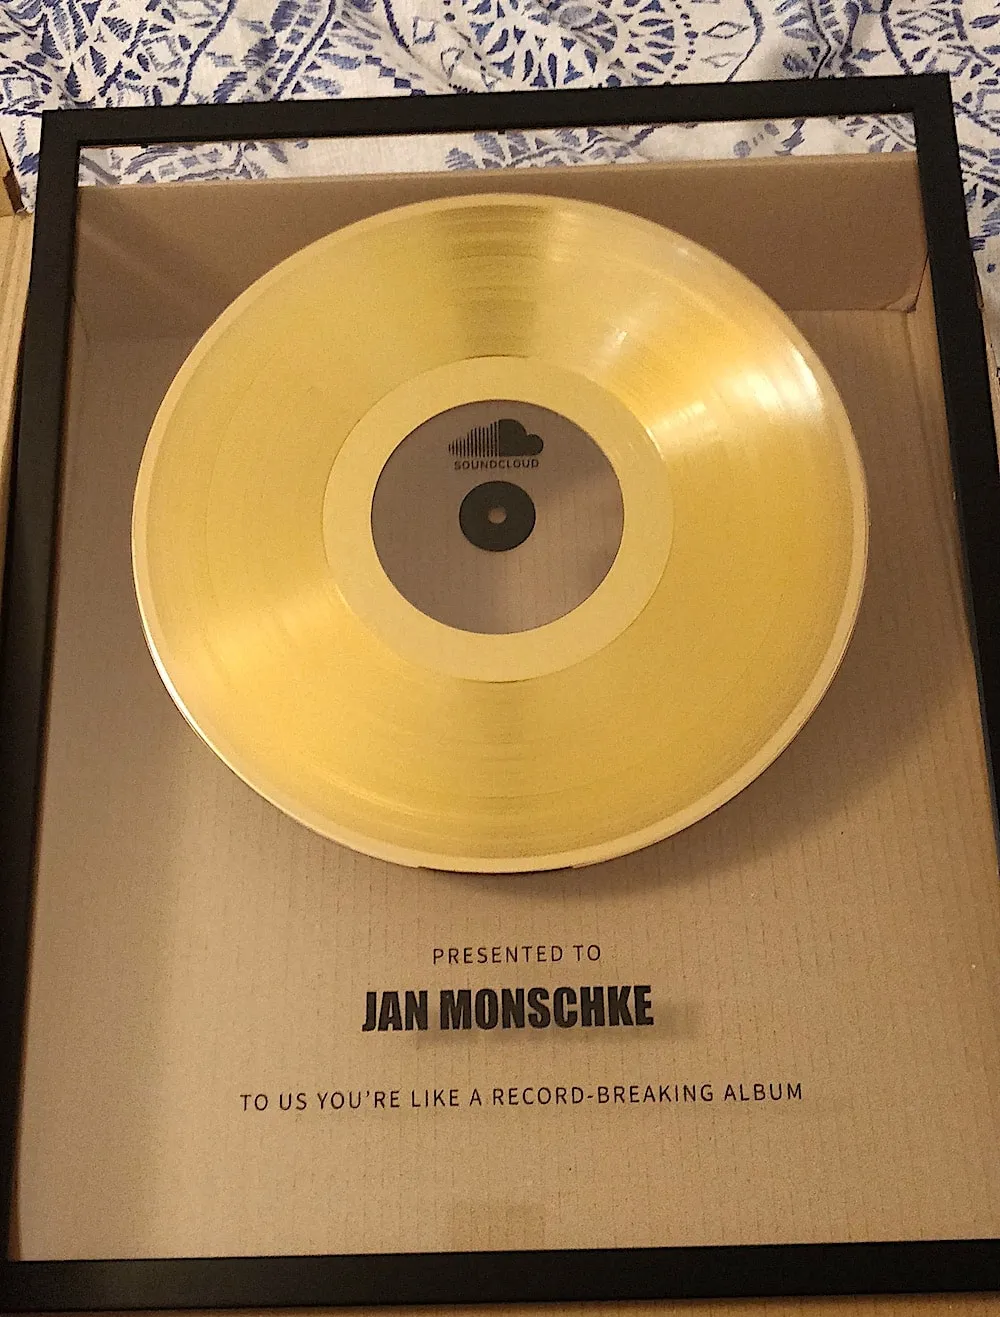 SOUNDCLOUD
PRESENTED TO
JAN MONSCHKE
TO US YOU'RE LIKE A RECORD-BREAKING ALBUM